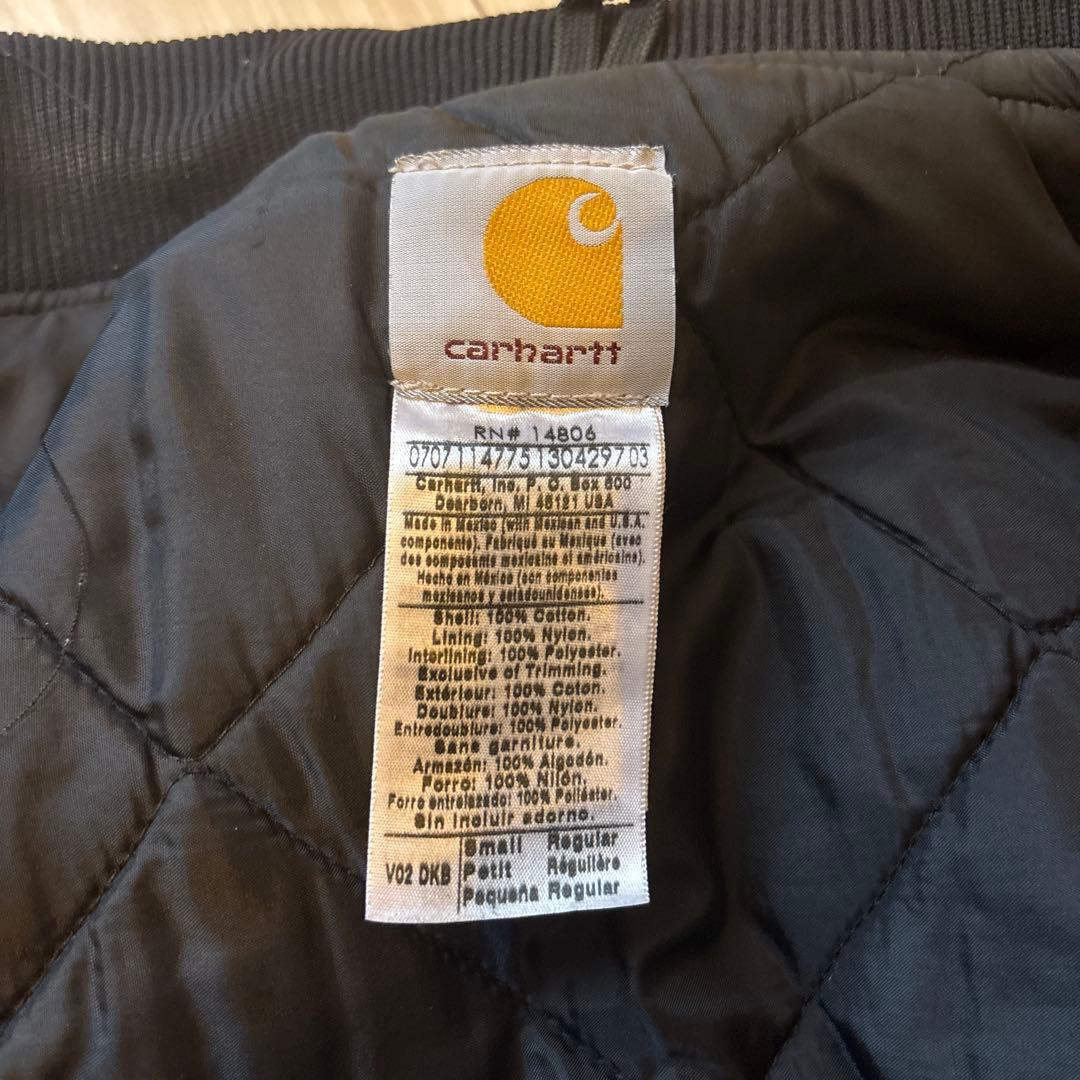 carhartt
RN# 14806
0707114775130429703
Carhartt, Inc. P.O. Box 600
Dearborn, MI 48121 USA
Made in Mexico (with Mexican and U.S.A.
components). Fabriqué au Mexique (avec
des composants mexicains et américains).
Hecho en México (con componentes
mexicanos y estadounidenses).
Shell: 100% Cotton.
Lining: 100% Nylon.
Interlining: 100% Polyester.
Exclusive of Trimming.
Extérieur: 100% Coton.
Doublure: 100% Nylon.
Entredoublure: 100% Polyester.
Sans garniture.
Armazón: 100% Algodón.
Forro: 100% Nilón.
Forro entrelazado: 100% Poliéster.
Sin incluir adorno.
V02 DKB
Small Regular
Petit Régulière
Pequeña Regular